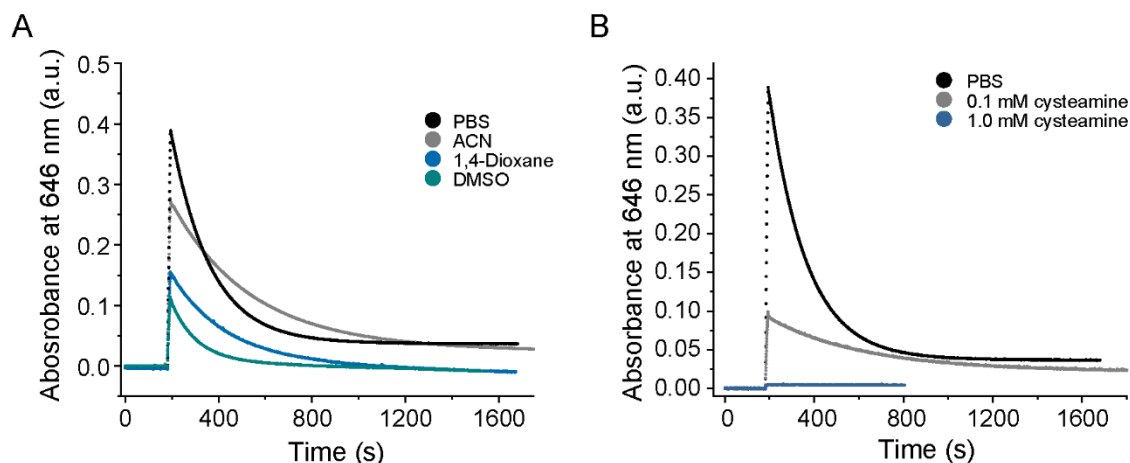 A
Abosrobance at 646 nm (a.u.)
0.5
0.4
0.3
0.2
0.1
0.0
PBS
ACN
1,4-Dioxane
DMSO
0
400
800
1200
1600
Time (s)
B
Absorbance at 646 nm (a.u.)
0.40
0.35
0.30
0.25
0.20
0.15
0.10
0.05
0.00
PBS
0.1 mM cysteamine
1.0 mM cysteamine
0
400
800
1200
1600
Time (s)